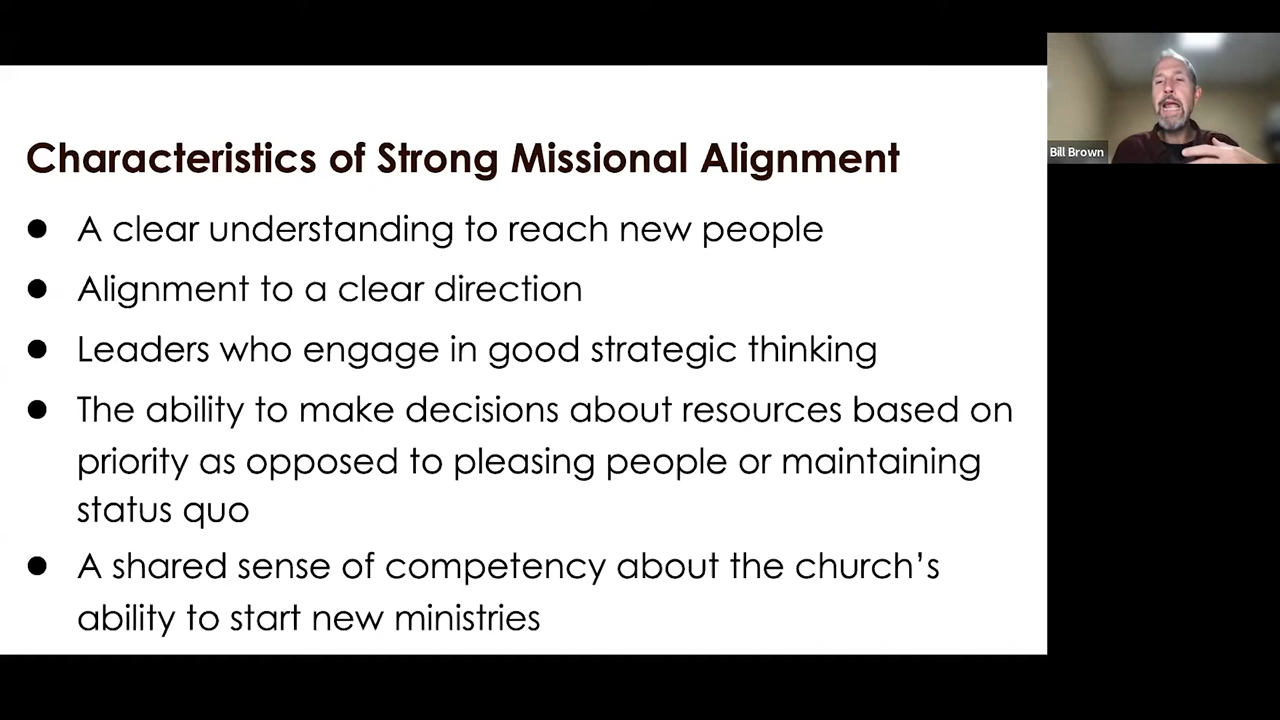 Characteristics of Strong Missional Alignment
● A clear understanding to reach new people
● Alignment to a clear direction
● Leaders who engage in good strategic thinking
● The ability to make decisions about resources based on
priority as opposed to pleasing people or maintaining
status quo
● A shared sense of competency about the church’s
ability to start new ministries
Bill Brown